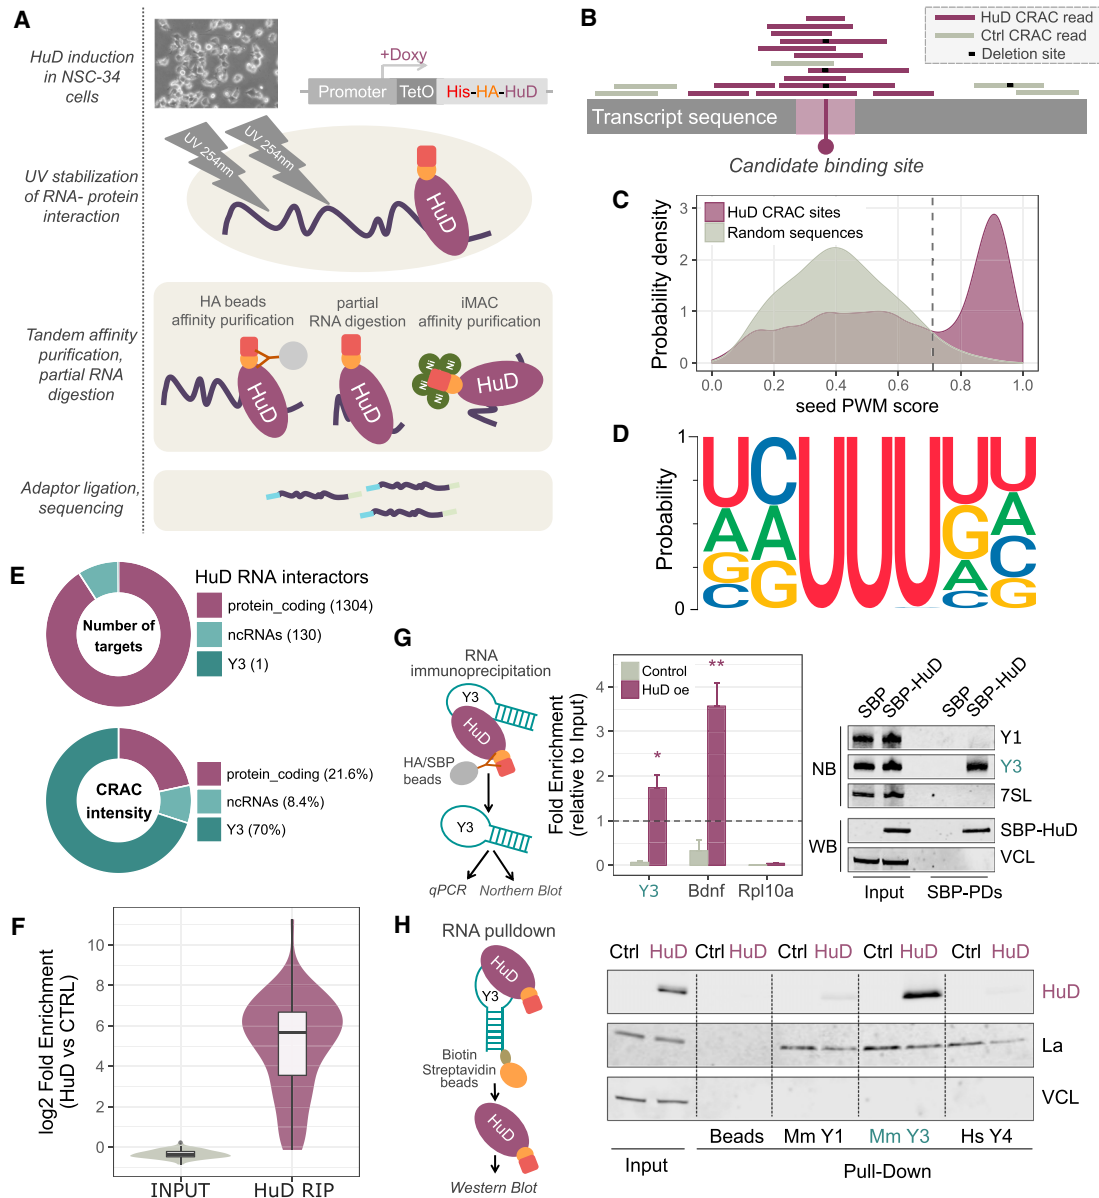 A
HuD induction
in NSC-34
cells
+Doxy
Promoter
TetO
His-HA-HuD
UV stabilization
of RNA- protein
interaction
UV 254nm
UV 254nm
HuD
Tandem affinity
purification,
partial RNA
digestion
HA beads
affinity purification
partial
RNA digestion
iMAC
affinity purification
HuD
HuD
Ni
Ni
Ni
Ni
HuD
Adaptor ligation,
sequencing
B
HuD CRAC read
Ctrl CRAC read
Deletion site
Transcript sequence
Candidate binding site
C
Probability density
3
2
1
0
HuD CRAC sites
Random sequences
0.0
0.2
0.4
0.6
0.8
1.0
seed PWM score
D
Probability
1
0
U
A
G
C
C
A
G
U
U
U
U
G
A
C
U
A
C
G
E
Number of
targets
HuD RNA interactors
protein_coding (1304)
ncRNAs (130)
Y3 (1)
CRAC
intensity
protein_coding (21.6%)
ncRNAs (8.4%)
Y3 (70%)
F
log2 Fold Enrichment
(HuD vs CTRL)
10
8
6
4
2
0
INPUT
HuD RIP
G
RNA
immunoprecipitation
Y3
HuD
HA/SBP
beads
Y3
qPCR
Northern Blot
Fold Enrichment
(relative to Input)
4
3
2
1
0
Control
HuD oe
*
**
Y3
Bdnf
Rpl10a
SBP
SBP-HuD
SBP
SBP-HuD
NB
Y1
Y3
7SL
WB
SBP-HuD
VCL
Input
SBP-PDs
H
RNA pulldown
HuD
Y3
Biotin
Streptavidin
beads
HuD
Western Blot
Ctrl HuD Ctrl HuD Ctrl HuD Ctrl HuD Ctrl HuD
HuD
La
VCL
Beads
Mm Y1
Mm Y3
Hs Y4
Input
Pull-Down